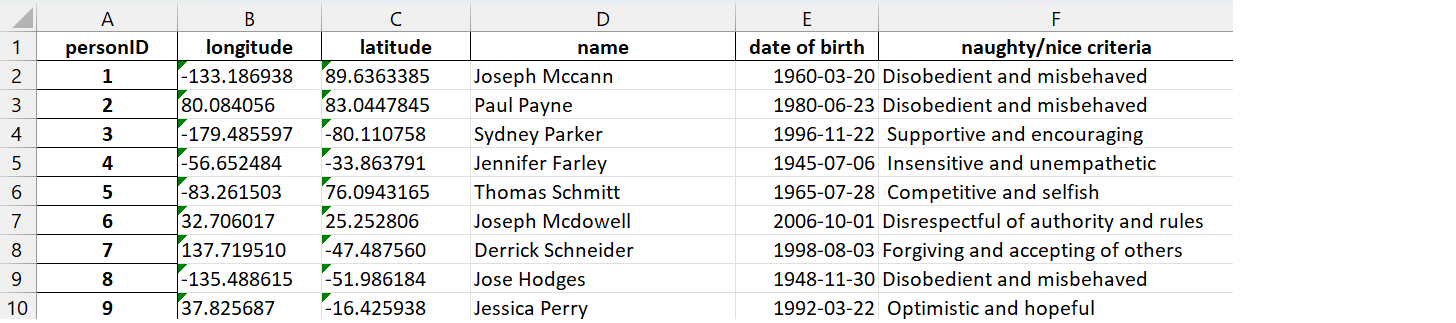 A B C D E F
1 personID longitude latitude name date of birth naughty/nice criteria
2 1 -133.186938 89.6363385 Joseph Mccann 1960-03-20 Disobedient and misbehaved
3 2 80.084056 83.0447845 Paul Payne 1980-06-23 Disobedient and misbehaved
4 3 -179.485597 -80.110758 Sydney Parker 1996-11-22 Supportive and encouraging
5 4 -56.652484 -33.863791 Jennifer Farley 1945-07-06 Insensitive and unempathetic
6 5 -83.261503 76.0943165 Thomas Schmitt 1965-07-28 Competitive and selfish
7 6 32.706017 25.252806 Joseph Mcdowell 2006-10-01 Disrespectful of authority and rules
8 7 137.719510 -47.487560 Derrick Schneider 1998-08-03 Forgiving and accepting of others
9 8 -135.488615 -51.986184 Jose Hodges 1948-11-30 Disobedient and misbehaved
10 9 37.825687 -16.425938 Jessica Perry 1992-03-22 Optimistic and hopeful